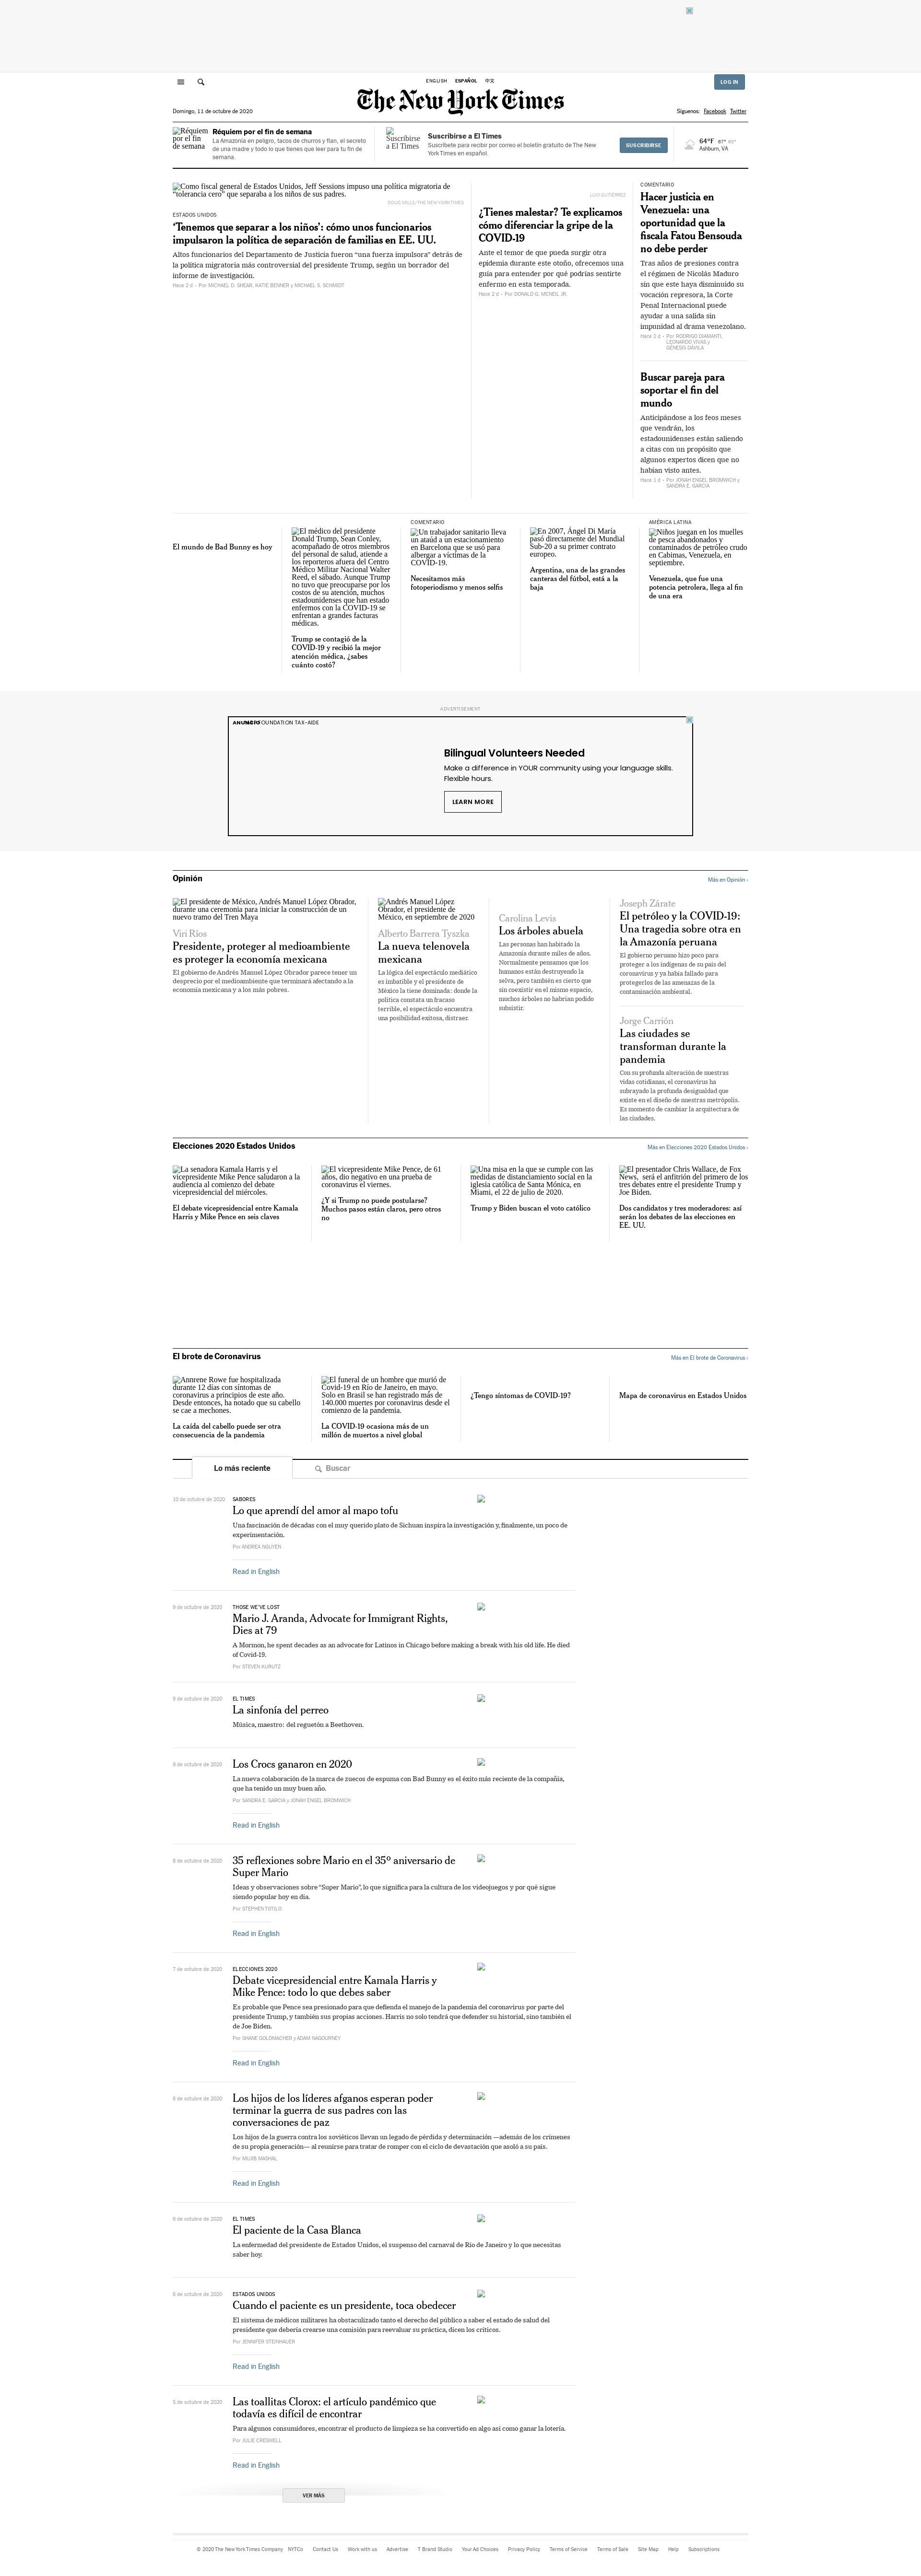 ENGLISH ESPAÑOL 中文
LOG IN
The New York Times
Domingo, 11 de octubre de 2020
Síguenos: Facebook Twitter
Réquiem por el fin de semana
Réquiem por el fin de semana
La Amazonía en peligro, tacos de churros y flan, el secreto
de una madre y todo lo que tienes que leer para tu fin de
semana.
Suscribirse a El Times
Suscribirse a El Times
Suscríbete para recibir por correo el boletín gratuito de The New
York Times en español.
SUSCRIBIRSE
64°F 67° 60°
Ashburn, VA
Como fiscal general de Estados Unidos, Jeff Sessions impuso una política migratoria de
"tolerancia cero" que separaba a los niños de sus padres.
DOUG MILLS/THE NEW YORK TIMES
ESTADOS UNIDOS
‘Tenemos que separar a los niños’: cómo unos funcionarios
impulsaron la política de separación de familias en EE. UU.
Altos funcionarios del Departamento de Justicia fueron “una fuerza impulsora” detrás de
la política migratoria más controversial del presidente Trump, según un borrador del
informe de investigación.
Hace 2 d - Por MICHAEL D. SHEAR, KATIE BENNER y MICHAEL S. SCHMIDT
LUCI GUTIÉRREZ
¿Tienes malestar? Te explicamos
cómo diferenciar la gripe de la
COVID-19
Ante el temor de que pueda surgir otra
epidemia durante este otoño, ofrecemos una
guía para entender por qué podrías sentirte
enfermo en esta temporada.
Hace 2 d - Por DONALD G. MCNEIL JR.
COMENTARIO
Hacer justicia en
Venezuela: una
oportunidad que la
fiscala Fatou Bensouda
no debe perder
Tras años de presiones contra
el régimen de Nicolás Maduro
sin que este haya disminuido su
vocación represora, la Corte
Penal Internacional puede
ayudar a una salida sin
impunidad al drama venezolano.
Hace 2 d - Por RODRIGO DIAMANTI,
LEONARDO VIVAS y
GÉNESIS DÁVILA
Buscar pareja para
soportar el fin del
mundo
Anticipándose a los feos meses
que vendrán, los
estadounidenses están saliendo
a citas con un propósito que
algunos expertos dicen que no
habían visto antes.
Hace 1 d - Por JONAH ENGEL BROMWICH y
SANDRA E. GARCIA
El mundo de Bad Bunny es hoy
El médico del presidente
Donald Trump, Sean Conley,
acompañado de otros miembros
del personal de salud, atiende a
los reporteros afuera del Centro
Médico Militar Nacional Walter
Reed, el sábado. Aunque Trump
no tuvo que preocuparse por los
costos de su atención, muchos
estadounidenses que han estado
enfermos con la COVID-19 se
enfrentan a grandes facturas
médicas.
Trump se contagió de la
COVID-19 y recibió la mejor
atención médica, ¿sabes
cuánto costó?
COMENTARIO
Un trabajador sanitario lleva
un ataúd a un estacionamiento
en Barcelona que se usó para
albergar a víctimas de la
COVID-19.
Necesitamos más
fotoperiodismo y menos selfis
En 2007, Ángel Di María
pasó directamente del Mundial
Sub-20 a su primer contrato
europeo.
Argentina, una de las grandes
canteras del fútbol, está a la
baja
AMÉRICA LATINA
Niños juegan en los muelles
de pesca abandonados y
contaminados de petróleo crudo
en Cabimas, Venezuela, en
septiembre.
Venezuela, que fue una
potencia petrolera, llega al fin
de una era
ADVERTISEMENT
FOUNDATION TAX-AIDE
Bilingual Volunteers Needed
Make a difference in YOUR community using your language skills.
Flexible hours.
LEARN MORE
Opinión
Más en Opinión ›
El presidente de México, Andrés Manuel López Obrador,
durante una ceremonia para iniciar la construcción de un
nuevo tramo del Tren Maya
Viri Ríos
Presidente, proteger al medioambiente
es proteger la economía mexicana
El gobierno de Andrés Manuel López Obrador parece tener un
desprecio por el medioambiente que terminará afectando a la
economía mexicana y a los más pobres.
Andrés Manuel López
Obrador, el presidente de
México, en septiembre de 2020
Alberto Barrera Tyszka
La nueva telenovela
mexicana
La lógica del espectáculo mediático
es imbatible y el presidente de
México la tiene dominada: donde la
política constata un fracaso
terrible, el espectáculo encuentra
una posibilidad exitosa, distraer.
Carolina Levis
Los árboles abuela
Las personas han habitado la
Amazonía durante miles de años.
Normalmente pensamos que los
humanos están destruyendo la
selva, pero también es cierto que
sin coexistir en el mismo espacio,
muchos árboles no habrían podido
subsistir.
Joseph Zárate
El petróleo y la COVID-19:
Una tragedia sobre otra en
la Amazonía peruana
El gobierno peruano hizo poco para
proteger a los indígenas de su país del
coronavirus y ya había fallado para
protegerlos de las amenazas de la
contaminación ambiental.
Jorge Carrión
Las ciudades se
transforman durante la
pandemia
Con su profunda alteración de nuestras
vidas cotidianas, el coronavirus ha
subrayado la profunda desigualdad que
existe en el diseño de nuestras metrópolis.
Es momento de cambiar la arquitectura de
las ciudades.
Elecciones 2020 Estados Unidos
Más en Elecciones 2020 Estados Unidos ›
La senadora Kamala Harris y el
vicepresidente Mike Pence saludaron a la
audiencia al comienzo del debate
vicepresidencial del miércoles.
El debate vicepresidencial entre Kamala
Harris y Mike Pence en seis claves
El vicepresidente Mike Pence, de 61
años, dio negativo en una prueba de
coronavirus el viernes.
¿Y si Trump no puede postularse?
Muchos pasos están claros, pero otros
no
Una misa en la que se cumple con las
medidas de distanciamiento social en la
iglesia católica de Santa Mónica, en
Miami, el 22 de julio de 2020.
Trump y Biden buscan el voto católico
El presentador Chris Wallace, de Fox
News, será el anfitrión del primero de los
tres debates entre el presidente Trump y
Joe Biden.
Dos candidatos y tres moderadores: así
serán los debates de las elecciones en
EE. UU.
El brote de Coronavirus
Más en El brote de Coronavirus ›
Annrene Rowe fue hospitalizada
durante 12 días con síntomas de
coronavirus a principios de este año.
Desde entonces, ha notado que su cabello
se cae a mechones.
La caída del cabello puede ser otra
consecuencia de la pandemia
El funeral de un hombre que murió de
Covid-19 en Río de Janeiro, en mayo.
Solo en Brasil se han registrado más de
140.000 muertes por coronavirus desde el
comienzo de la pandemia.
La COVID-19 ocasiona más de un
millón de muertos a nivel global
¿Tengo síntomas de COVID-19?
Mapa de coronavirus en Estados Unidos
Lo más reciente
Buscar
10 de octubre de 2020
SABORES
Lo que aprendí del amor al mapo tofu
Una fascinación de décadas con el muy querido plato de Sichuan inspira la investigación y, finalmente, un poco de
experimentación.
Por ANDREA NGUYEN
Read in English
9 de octubre de 2020
THOSE WE'VE LOST
Mario J. Aranda, Advocate for Immigrant Rights,
Dies at 79
A Mormon, he spent decades as an advocate for Latinos in Chicago before making a break with his old life. He died
of Covid-19.
Por STEVEN KURUTZ
9 de octubre de 2020
EL TIMES
La sinfonía del perreo
Música, maestro: del reguetón a Beethoven.
9 de octubre de 2020
Los Crocs ganaron en 2020
La nueva colaboración de la marca de zuecos de espuma con Bad Bunny es el éxito más reciente de la compañía,
que ha tenido un muy buen año.
Por SANDRA E. GARCIA y JONAH ENGEL BROMWICH
Read in English
8 de octubre de 2020
35 reflexiones sobre Mario en el 35º aniversario de
Super Mario
Ideas y observaciones sobre “Super Mario”, lo que significa para la cultura de los videojuegos y por qué sigue
siendo popular hoy en día.
Por STEPHEN TOTILO
Read in English
7 de octubre de 2020
ELECCIONES 2020
Debate vicepresidencial entre Kamala Harris y
Mike Pence: todo lo que debes saber
Es probable que Pence sea presionado para que defienda el manejo de la pandemia del coronavirus por parte del
presidente Trump, y también sus propias acciones. Harris no solo tendrá que defender su historial, sino también el
de Joe Biden.
Por SHANE GOLDMACHER y ADAM NAGOURNEY
Read in English
6 de octubre de 2020
Los hijos de los líderes afganos esperan poder
terminar la guerra de sus padres con las
conversaciones de paz
Los hijos de la guerra contra los soviéticos llevan un legado de pérdida y determinación —además de los crímenes
de su propia generación— al reunirse para tratar de romper con el ciclo de devastación que asoló a su país.
Por MUJIB MASHAL
Read in English
6 de octubre de 2020
EL TIMES
El paciente de la Casa Blanca
La enfermedad del presidente de Estados Unidos, el suspenso del carnaval de Río de Janeiro y lo que necesitas
saber hoy.
6 de octubre de 2020
ESTADOS UNIDOS
Cuando el paciente es un presidente, toca obedecer
El sistema de médicos militares ha obstaculizado tanto el derecho del público a saber el estado de salud del
presidente que debería crearse una comisión para reevaluar su práctica, dicen los críticos.
Por JENNIFER STEINHAUER
Read in English
5 de octubre de 2020
Las toallitas Clorox: el artículo pandémico que
todavía es difícil de encontrar
Para algunos consumidores, encontrar el producto de limpieza se ha convertido en algo así como ganar la lotería.
Por JULIE CRESWELL
Read in English
VER MÁS
© 2020 The New York Times Company NYTCo Contact Us Work with us Advertise T Brand Studio Your Ad Choices Privacy Policy Terms of Service Terms of Sale Site Map Help Subscriptions